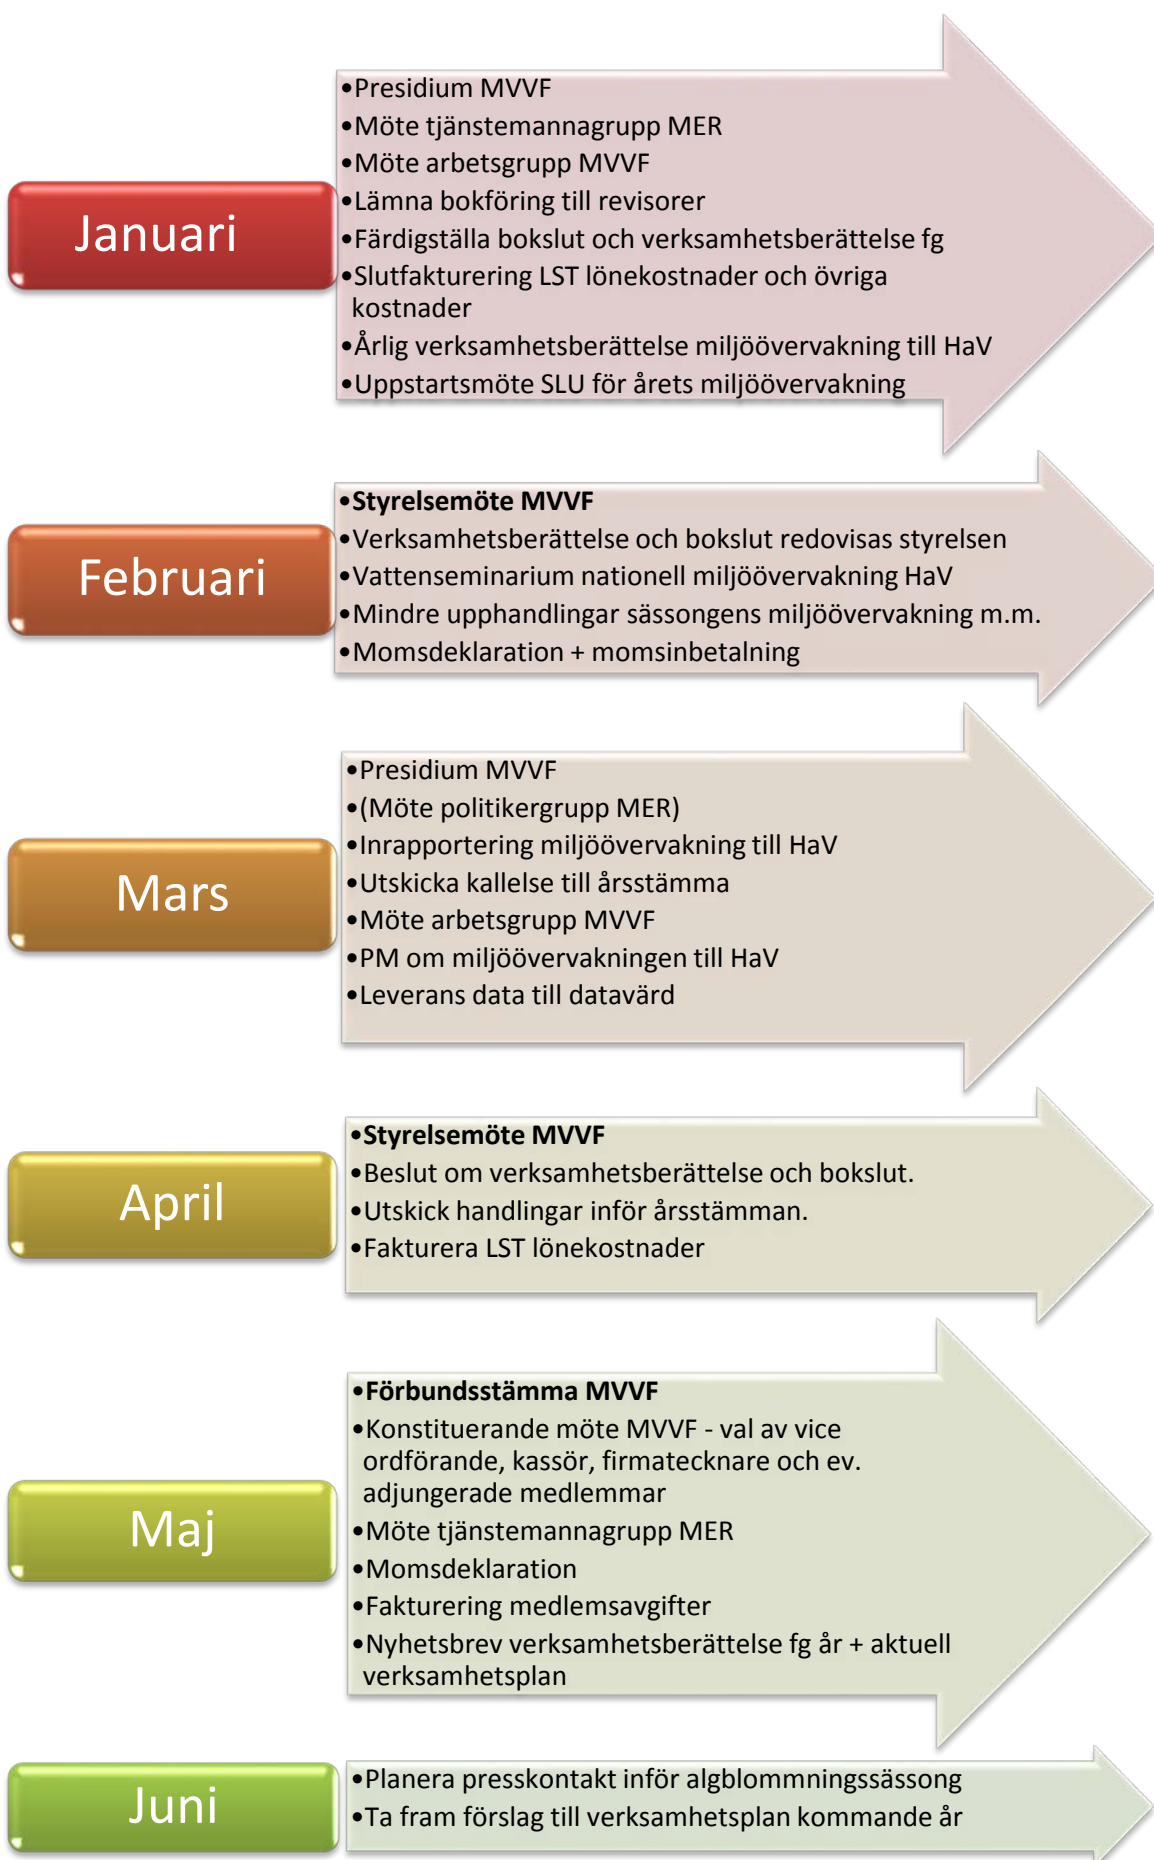 Januari
•Presidium MVVF
•Möte tjänstemannagrupp MER
•Möte arbetsgrupp MVVF
•Lämna bokföring till revisorer
•Färdigställa bokslut och verksamhetsberättelse fg
•Slutfakturering LST lönekostnader och övriga
kostnader
•Årlig verksamhetsberättelse miljöövervakning till HaV
•Uppstartsmöte SLU för årets miljöövervakning
Februari
•Styrelsemöte MVVF
•Verksamhetsberättelse och bokslut redovisas styrelsen
•Vattenseminarium nationell miljöövervakning HaV
•Mindre upphandlingar sässongens miljöövervakning m.m.
•Momsdeklaration + momsinbetalning
Mars
•Presidium MVVF
•(Möte politikergrupp MER)
•Inrapportering miljöövervakning till HaV
•Utskicka kallelse till årsstämma
•Möte arbetsgrupp MVVF
•PM om miljöövervakningen till HaV
•Leverans data till datavärd
April
•Styrelsemöte MVVF
•Beslut om verksamhetsberättelse och bokslut.
•Utskick handlingar inför årsstämman.
•Fakturera LST lönekostnader
Maj
•Förbundsstämma MVVF
•Konstituerande möte MVVF - val av vice
ordförande, kassör, firmatecknare och ev.
adjungerade medlemmar
•Möte tjänstemannagrupp MER
•Momsdeklaration
•Fakturering medlemsavgifter
•Nyhetsbrev verksamhetsberättelse fg år + aktuell
verksamhetsplan
Juni
•Planera presskontakt inför algblommningssässong
•Ta fram förslag till verksamhetsplan kommande år